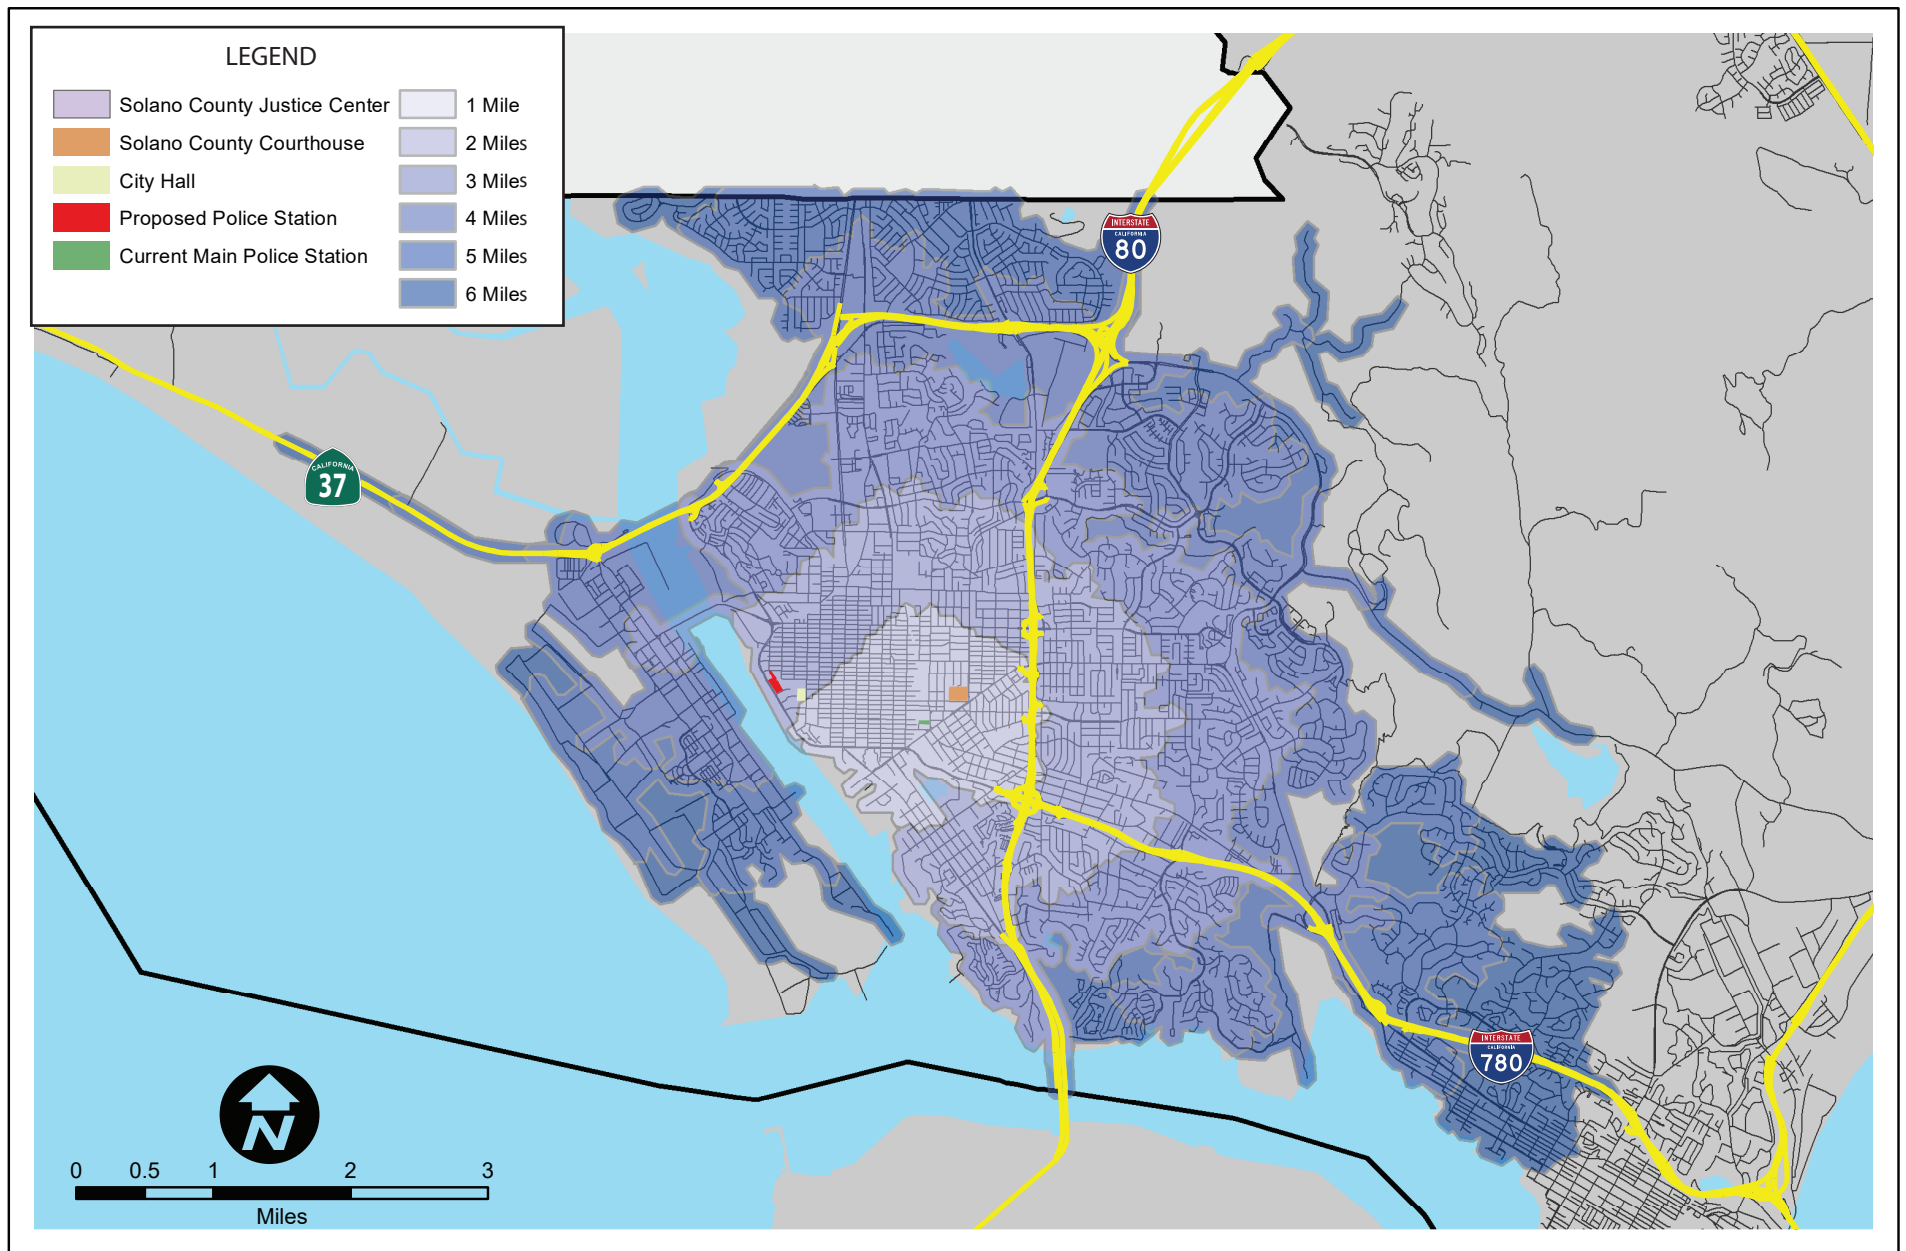 LEGEND
Solano County Justice Center
Solano County Courthouse
City Hall
Proposed Police Station
Current Main Police Station
1 Mile
2 Miles
3 Miles
4 Miles
5 Miles
6 Miles
INTERSTATE
CALIFORNIA
80
CALIFORNIA
37
INTERSTATE
CALIFORNIA
780
N
0 0.5 1 2 3
Miles